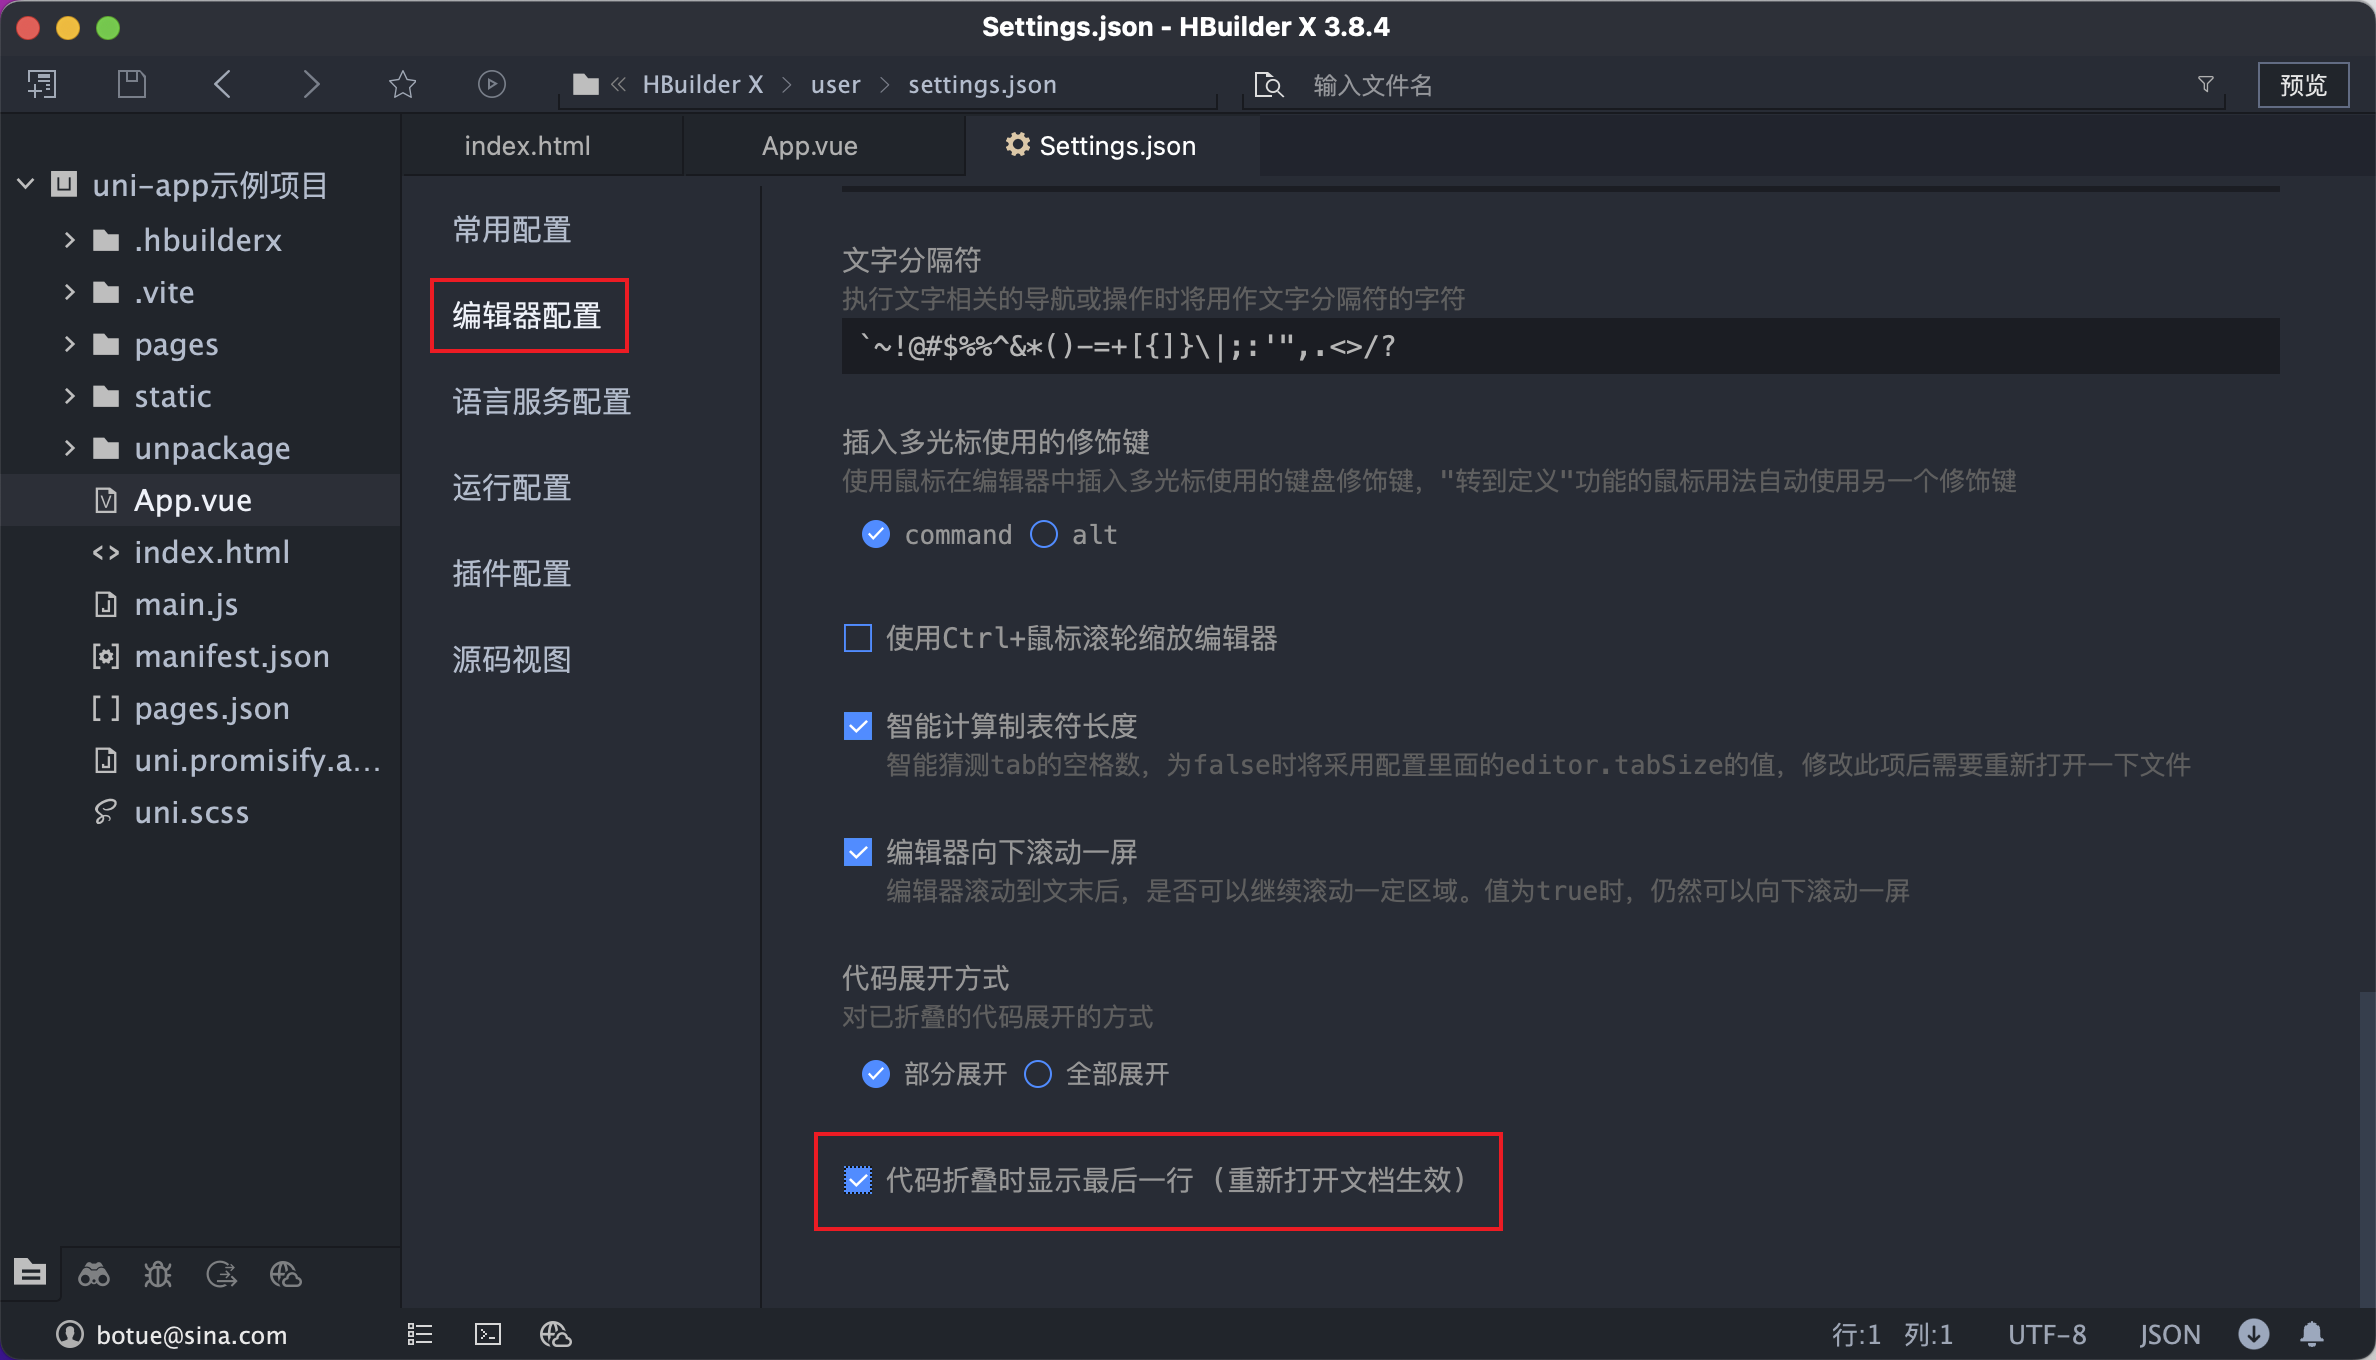 Settings.json - HBuilder X 3.8.4
HBuilder X
user
settings.json
输入文件名
预览
index.html
App.vue
Settings.json
uni-app示例项目
.hbuilderx
.vite
pages
static
unpackage
App.vue
index.html
main.js
manifest.json
pages.json
uni.promisify.a...
uni.scss
常用配置
编辑器配置
语言服务配置
运行配置
插件配置
源码视图
文字分隔符
执行文字相关的导航或操作时将用作文字分隔符的字符
`~!@#$%%^&*()-=+[{]}\|;:'",.<>/?
插入多光标使用的修饰键
使用鼠标在编辑器中插入多光标使用的键盘修饰键，"转到定义"功能的鼠标用法自动使用另一个修饰键
command
alt
使用Ctrl+鼠标滚轮缩放编辑器
智能计算制表符长度
智能猜测tab的空格数，为false时将采用配置里面的editor.tabSize的值，修改此项后需要重新打开一下文件
编辑器向下滚动一屏
编辑器滚动到文末后，是否可以继续滚动一定区域。值为true时，仍然可以向下滚动一屏
代码展开方式
对已折叠的代码展开的方式
部分展开
全部展开
代码折叠时显示最后一行（重新打开文档生效）
botue@sina.com
行:1
列:1
UTF-8
JSON